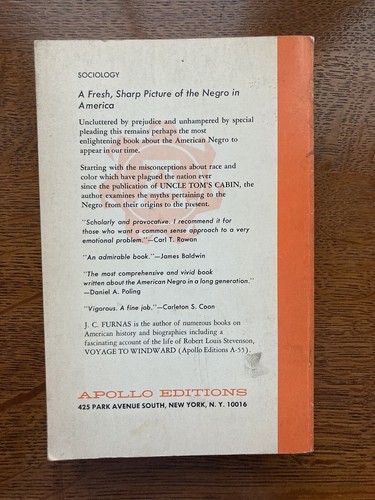 SOCIOLOGY
A Fresh, Sharp Picture of the Negro in
America
Uncluttered by prejudice and unhampered by special
pleading this remains perhaps the most
enlightening book about the American Negro to
appear in our time.
Starting with the misconceptions about race and
color which have plagued the nation ever
since the publication of UNCLE TOM'S CABIN, the
author examines the myths pertaining to the
Negro from their origins to the present.
"Scholarly and provocative. I recommend it for
those who want a common sense approach to a very
emotional problem."—Carl T. Rowan
"An admirable book."—James Baldwin
"The most comprehensive and vivid book
written about the American Negro in a long generation."
—Daniel A. Poling
"Vigorous. A fine job."—Carleton S. Coon
J. C. FURNAS is the author of numerous books on
American history and biographies including a
fascinating account of the life of Robert Louis Stevenson,
VOYAGE TO WINDWARD (Apollo Editions A-55).
APOLLO EDITIONS
425 PARK AVENUE SOUTH, NEW YORK, N. Y. 10016